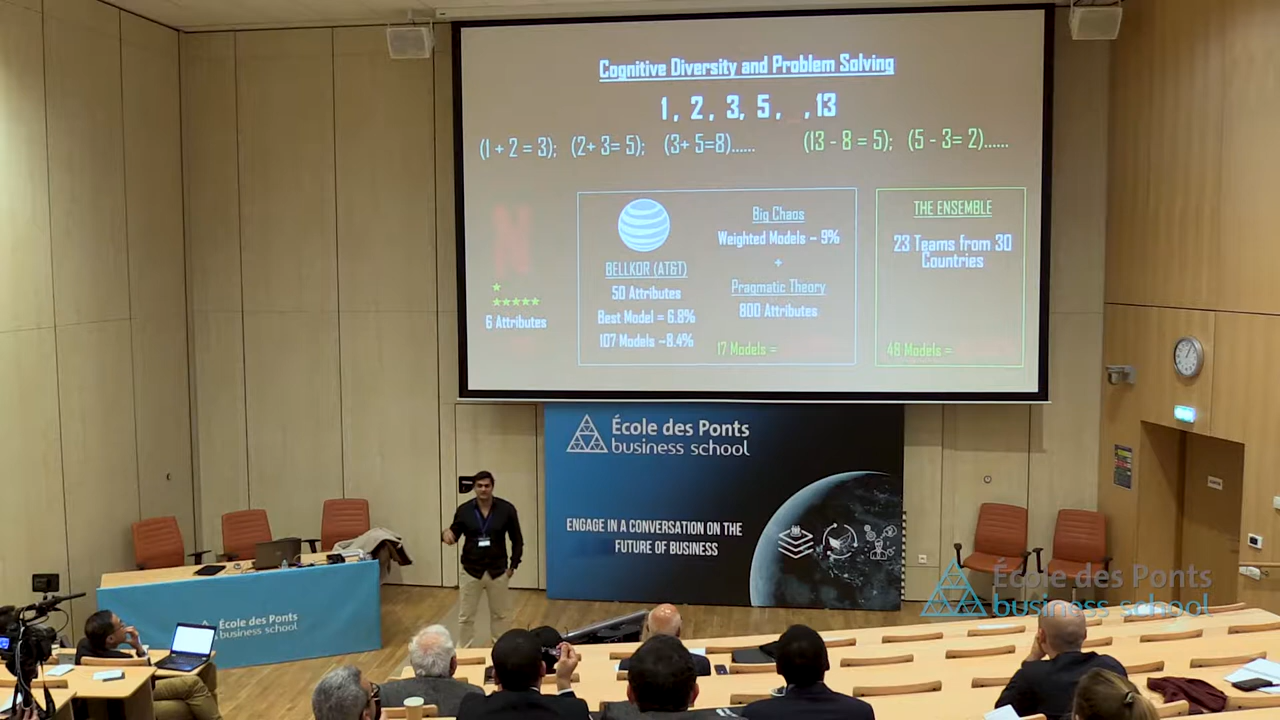 Cognitive Diversity and Problem Solving
1, 2, 3, 5, , 13
(1 + 2 = 3); (2+ 3= 5); (3+ 5=8)...... (13 - 8 = 5); (5 - 3= 2)......
N
6 Attributes
BELLKOR (AT&T)
50 Attributes
Best Model = 6.8%
107 Models -8.4%
Big Chaos
Weighted Models - 9%
+
Pragmatic Theory
800 Attributes
17 Models =
THE ENSEMBLE
23 Teams from 30
Countries
48 Models =
École des Ponts
business school
ENGAGE IN A CONVERSATION ON THE
FUTURE OF BUSINESS
École des Ponts
business school
École des Ponts
business school